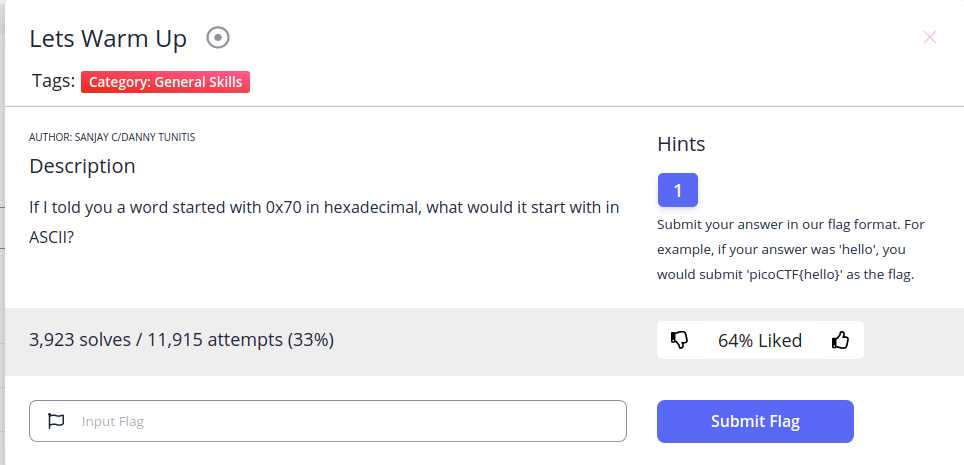 Lets Warm Up
Tags: Category: General Skills
AUTHOR: SANJAY C/DANNY TUNITIS
Description
If I told you a word started with 0x70 in hexadecimal, what would it start with in
ASCII?
Hints
1
Submit your answer in our flag format. For
example, if your answer was 'hello', you
would submit 'picoCTF{hello}' as the flag.
3,923 solves / 11,915 attempts (33%)
64% Liked
Input Flag
Submit Flag